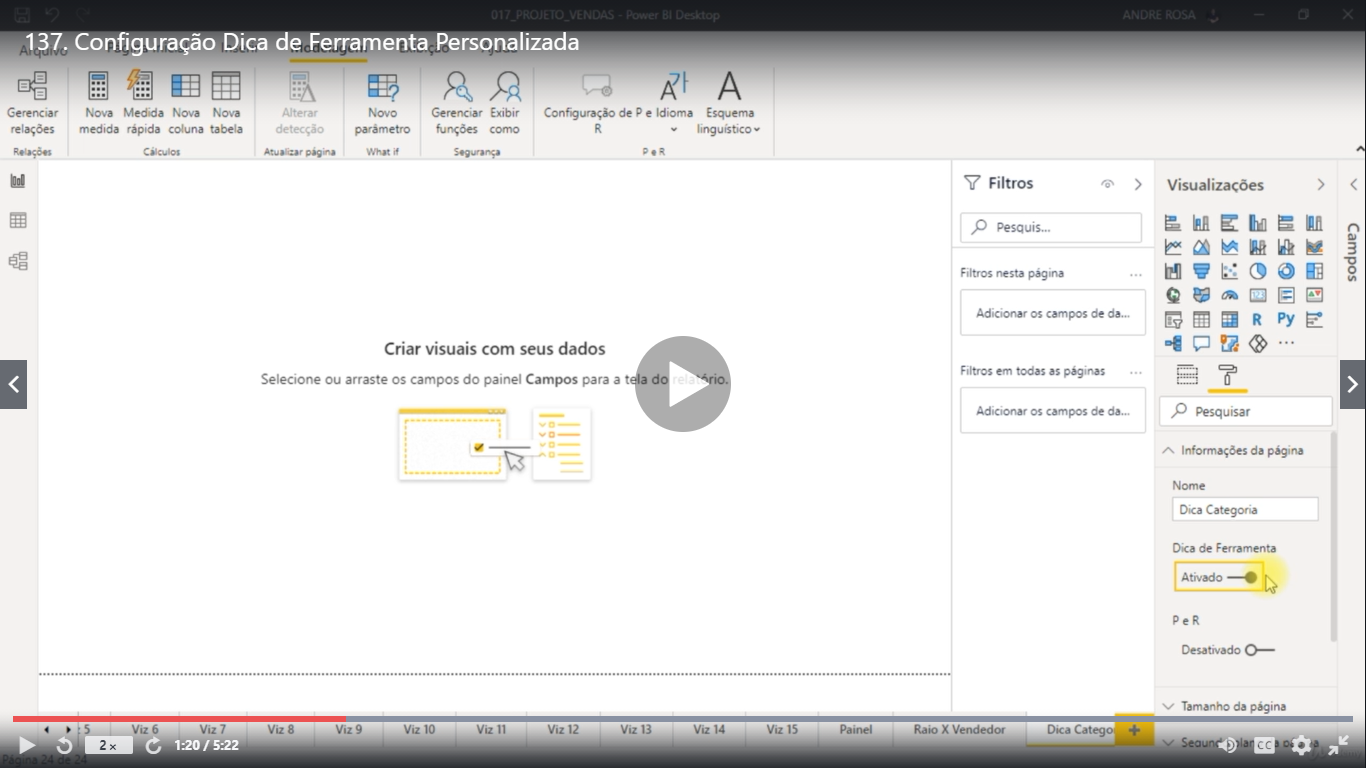 017_PROJETO_VENDAS - Power BI Desktop
ANDRE ROSA
137. Configuração Dica de Ferramenta Personalizada
Arquivo
Gerenciar relações
Nova medida
Medida rápida
Nova coluna
Nova tabela
Alterar detecção
Novo parâmetro
Gerenciar funções
Exibir como
Configuração de P e R
Idioma
Esquema linguístico
Relações
Cálculos
Atualizar página
What if
Segurança
P e R
Filtros
Pesquis...
Filtros nesta página
...
Adicionar os campos de da...
Filtros em todas as páginas
...
Adicionar os campos de da...
Visualizações
R
Py
Campos
Pesquisar
Informações da página
Nome
Dica Categoria
Dica de Ferramenta
Ativado
P e R
Desativado
Tamanho da página
Criar visuais com seus dados
Selecione ou arraste os campos do painel Campos para a tela do relatório.
5
Viz 6
Viz 7
Viz 8
Viz 9
Viz 10
Viz 11
Viz 12
Viz 13
Viz 14
Viz 15
Painel
Raio X Vendedor
Dica Catego
+
2×
1:20 / 5:22
CC
Página 24 de 24